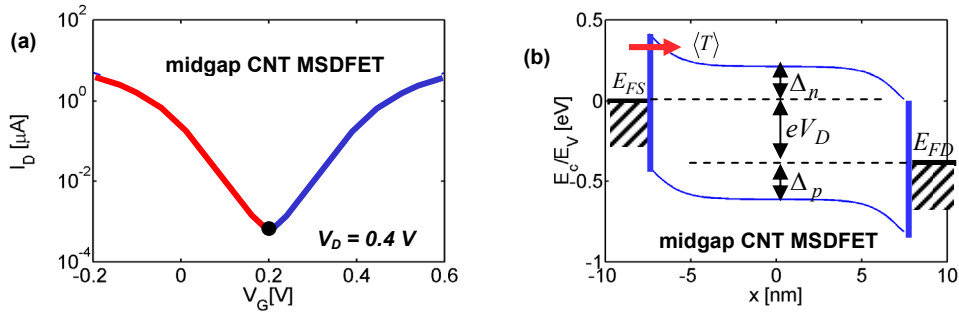 (a)
midgap CNT MSDFET
V_D = 0.4 V
I_D [μA]
10^2
10^0
10^-2
10^-4
-0.2
0
0.2
0.4
0.6
V_G[V]
(b)
⟨T⟩
E_FS
Δ_n
eV_D
E_FD
Δ_p
midgap CNT MSDFET
E_c/E_V [eV]
0.5
0
-0.5
-1
-10
-5
0
5
10
x [nm]